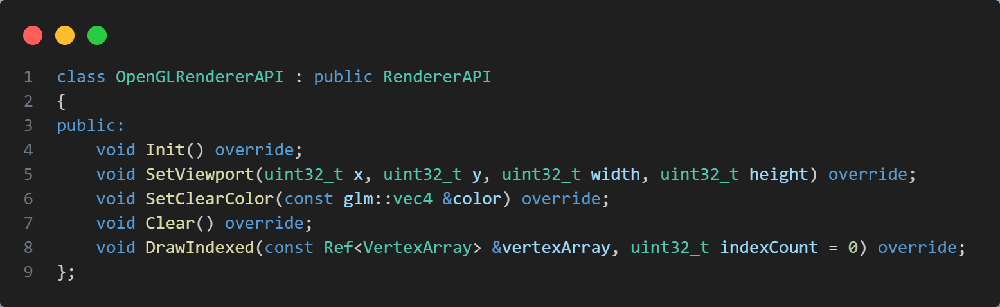 1 class OpenGLRendererAPI : public RendererAPI
2 {
3 public:
4     void Init() override;
5     void SetViewport(uint32_t x, uint32_t y, uint32_t width, uint32_t height) override;
6     void SetClearColor(const glm::vec4 &color) override;
7     void Clear() override;
8     void DrawIndexed(const Ref<VertexArray> &vertexArray, uint32_t indexCount = 0) override;
9 };